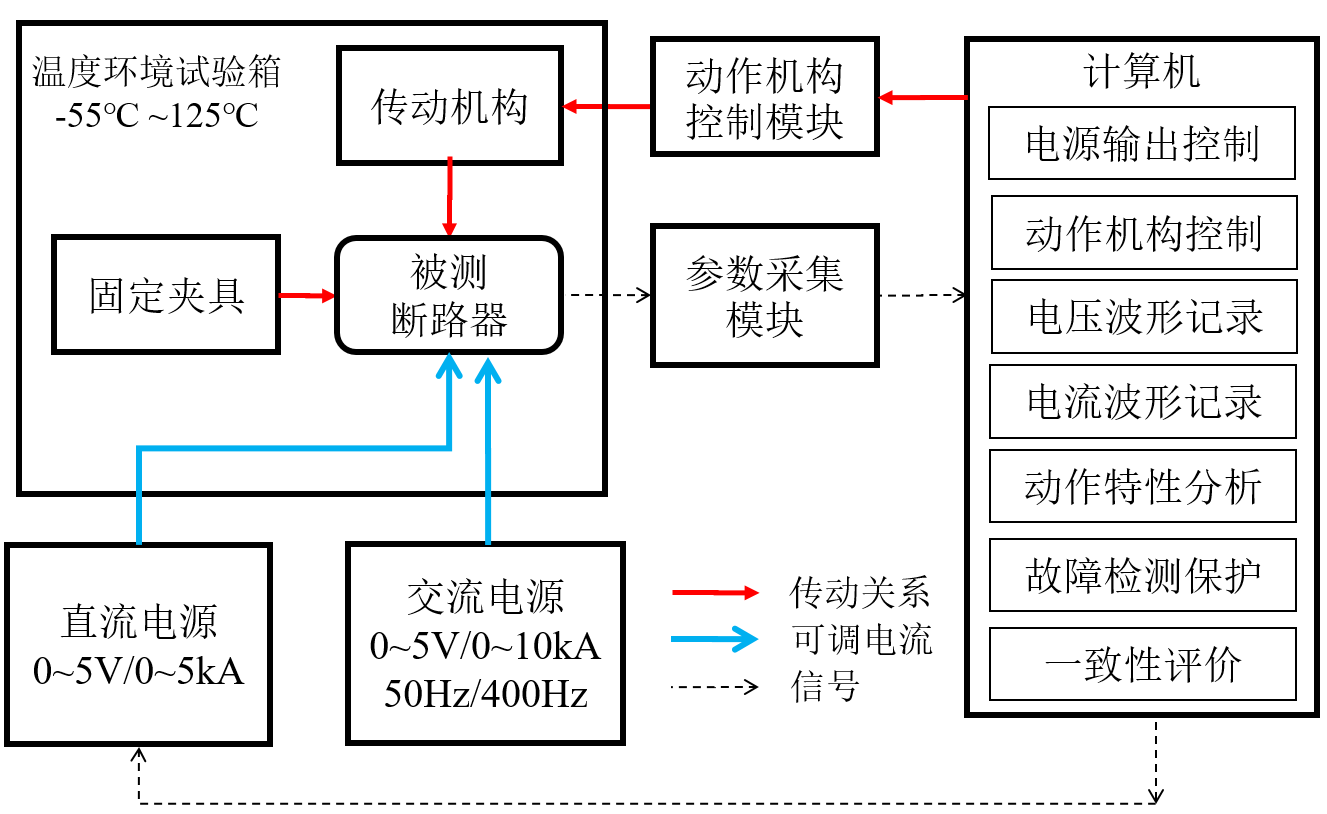 温度环境试验箱
-55℃ ~125℃
传动机构
动作机构
控制模块
固定夹具
被测
断路器
参数采集
模块
直流电源
0~5V/0~5kA
交流电源
0~5V/0~10kA
50Hz/400Hz
传动关系
可调电流
信号
计算机
电源输出控制
动作机构控制
电压波形记录
电流波形记录
动作特性分析
故障检测保护
一致性评价